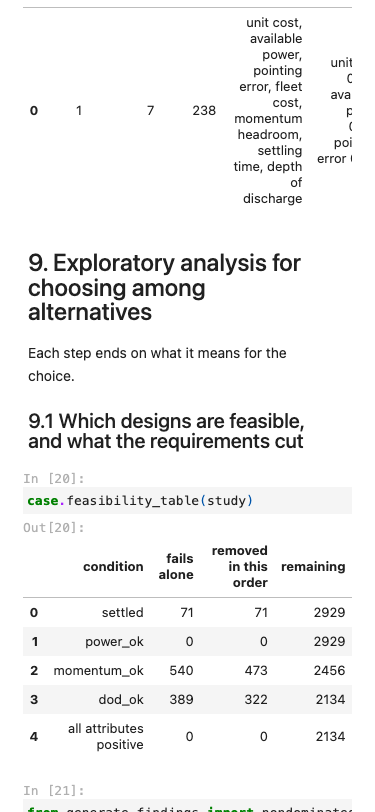 unit cost,
available
power,
pointing
error, fleet
cost,
momentum
headroom,
settling
time, depth
of
discharge
unit
error
0 1 7 238
9. Exploratory analysis for
choosing among
alternatives
Each step ends on what it means for the
choice.
9.1 Which designs are feasible,
and what the requirements cut
In [20]:
case.feasibility_table(study)
Out[20]:
condition fails alone removed in this order remaining
0 settled 71 71 2929
1 power_ok 0 0 2929
2 momentum_ok 540 473 2456
3 dod_ok 389 322 2134
4 all attributes positive 0 0 2134
In [21]: